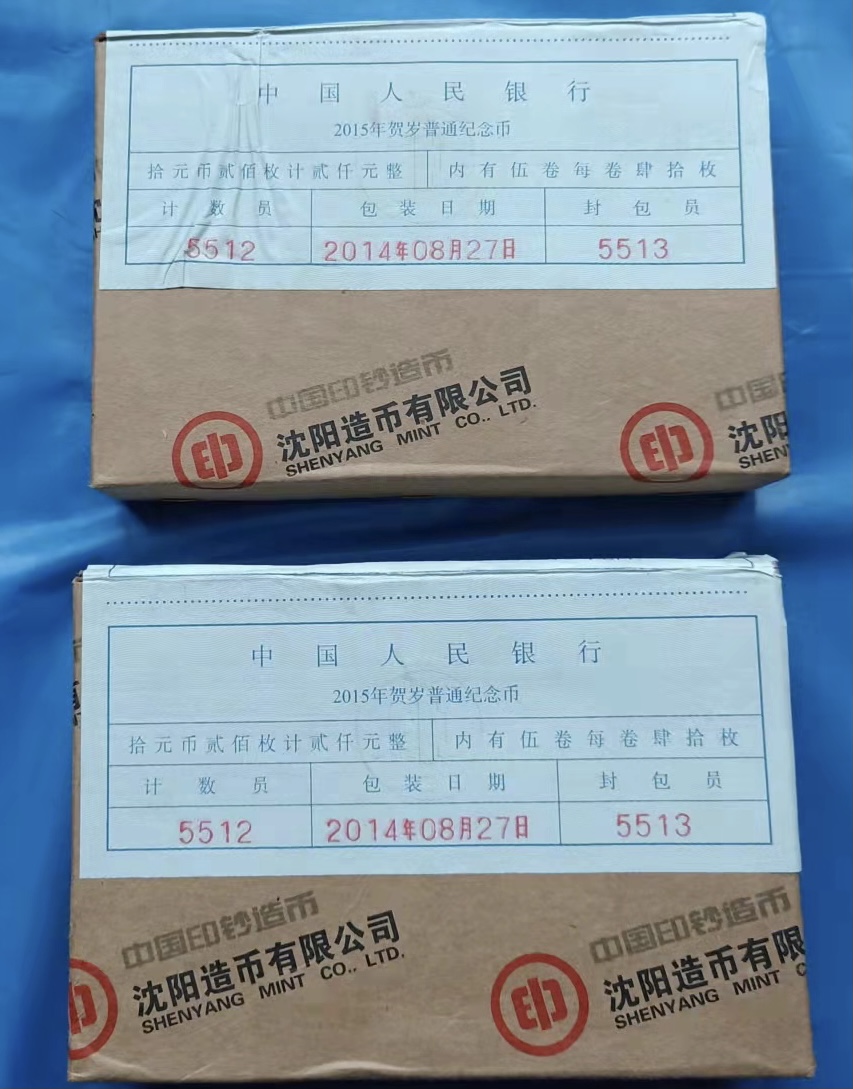 中国人民银行
2015年贺岁普通纪念币
拾元币贰佰枚计贰仟元整 内有伍卷每卷肆拾枚
计数员 包装日期 封包员
5512 2014年08月27日 5513
中国印钞造币
沈阳造币有限公司
SHENYANG MINT CO.. LTD.
中国
沈阳
SHEN
中国人民银行
2015年贺岁普通纪念币
拾元币贰佰枚计贰仟元整 内有伍卷每卷肆拾枚
计数员 包装日期 封包员
5512 2014年08月27日 5513
中国印钞造币
沈阳造币有限公司
SHENYANG MINT CO.. LTD.
中国印钞造币
沈阳造币有限
SHENYANG MINT C